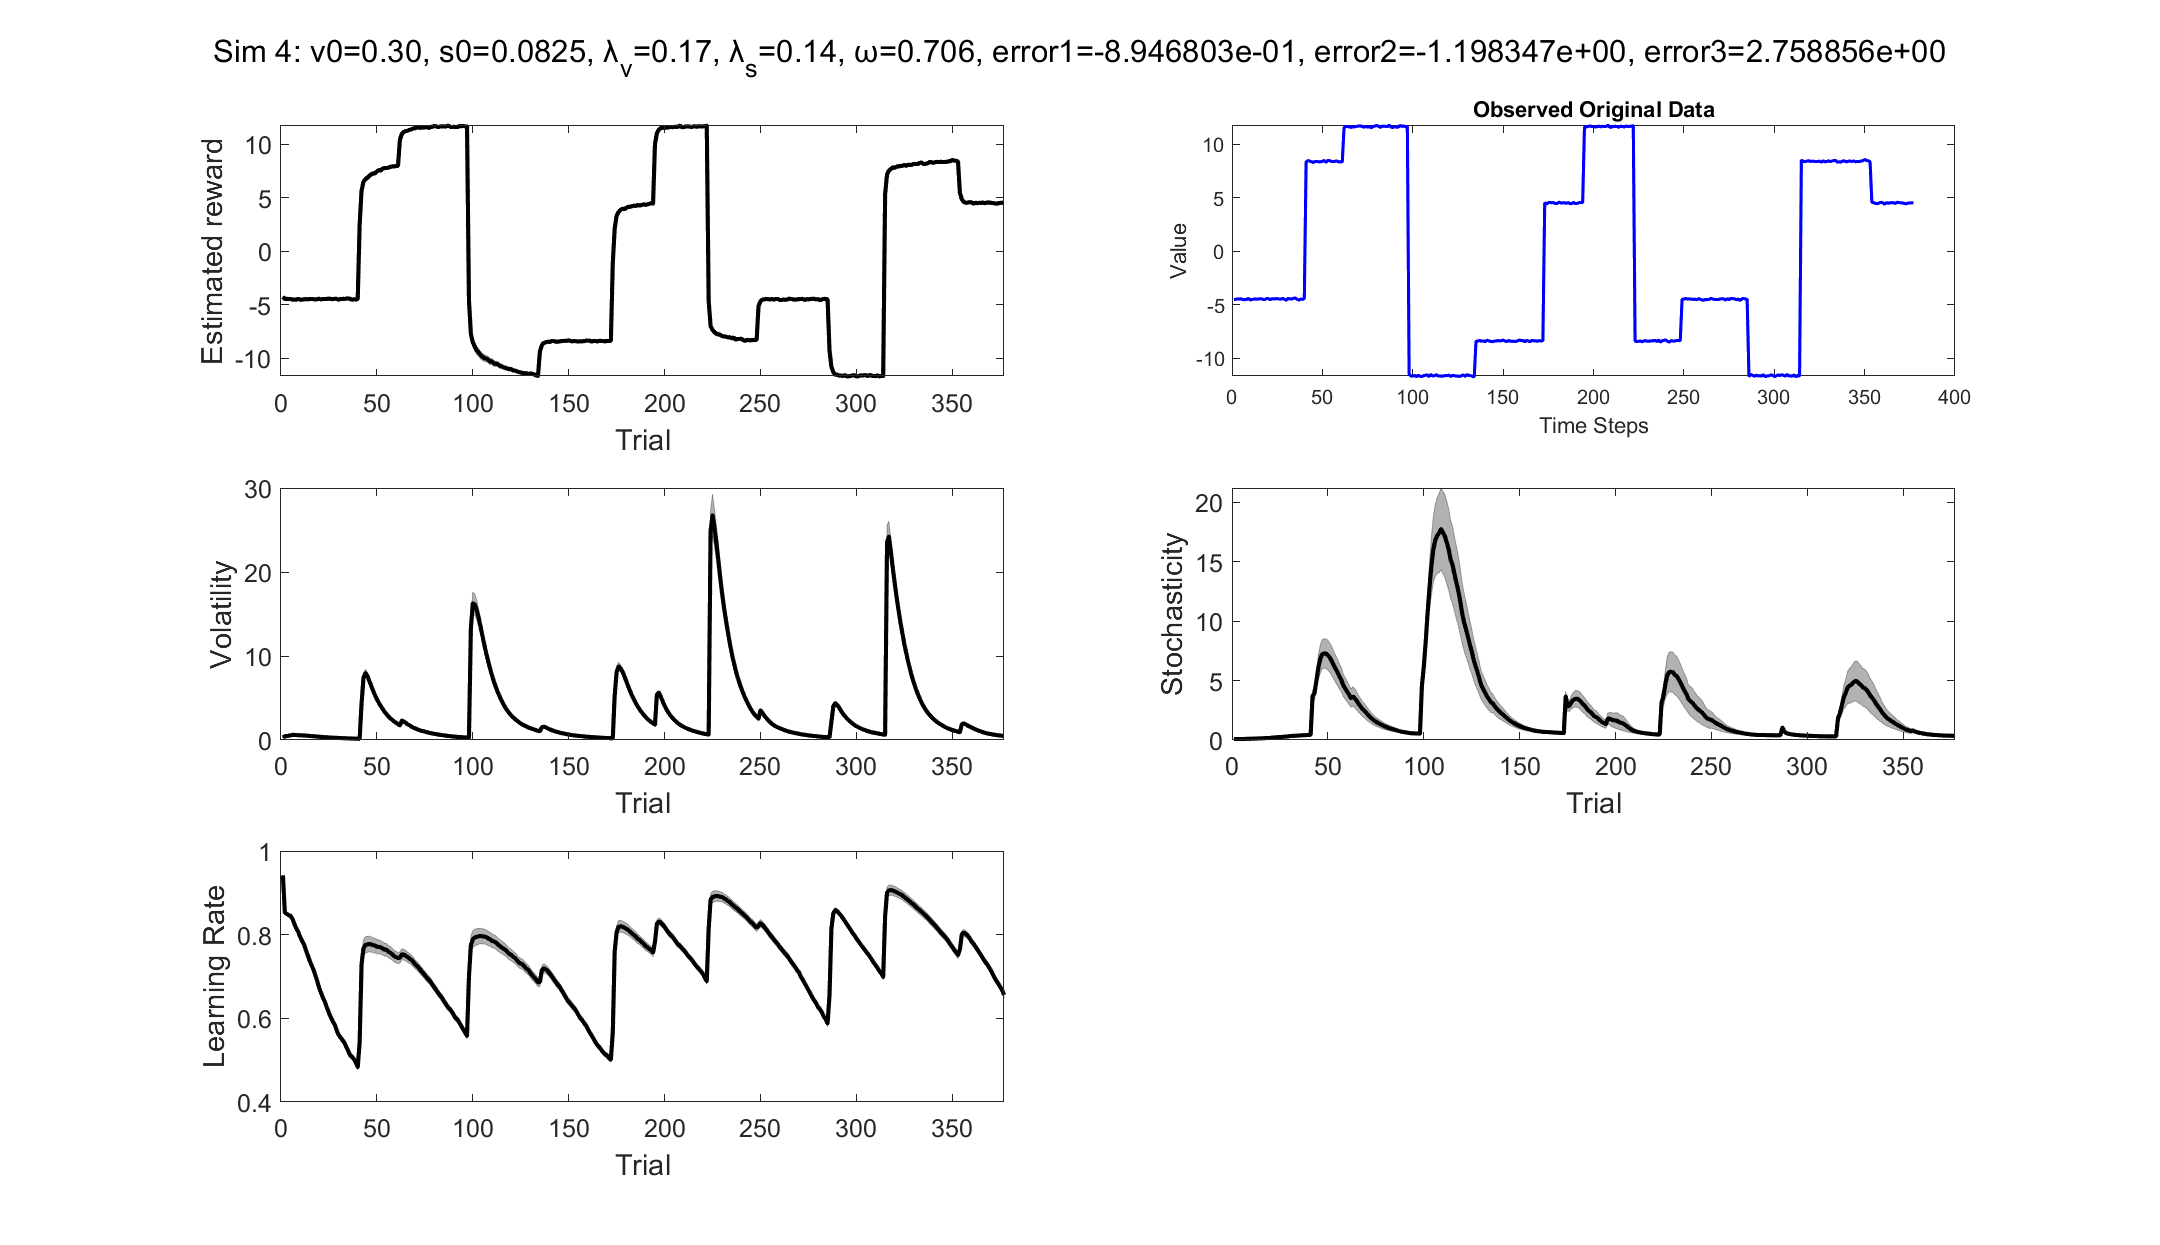 Sim 4: v0=0.30, s0=0.0825, λv=0.17, λs=0.14, ω=0.706, error1=-8.946803e-01, error2=-1.198347e+00, error3=2.758856e+00
Estimated reward
10
5
0
-5
-10
0 50 100 150 200 250 300 350
Trial
Observed Original Data
Value
10
5
0
-5
-10
0 50 100 150 200 250 300 350 400
Time Steps
Volatility
30
20
10
0
0 50 100 150 200 250 300 350
Trial
Stochasticity
20
15
10
5
0
0 50 100 150 200 250 300 350
Trial
Learning Rate
1
0.8
0.6
0.4
0 50 100 150 200 250 300 350
Trial